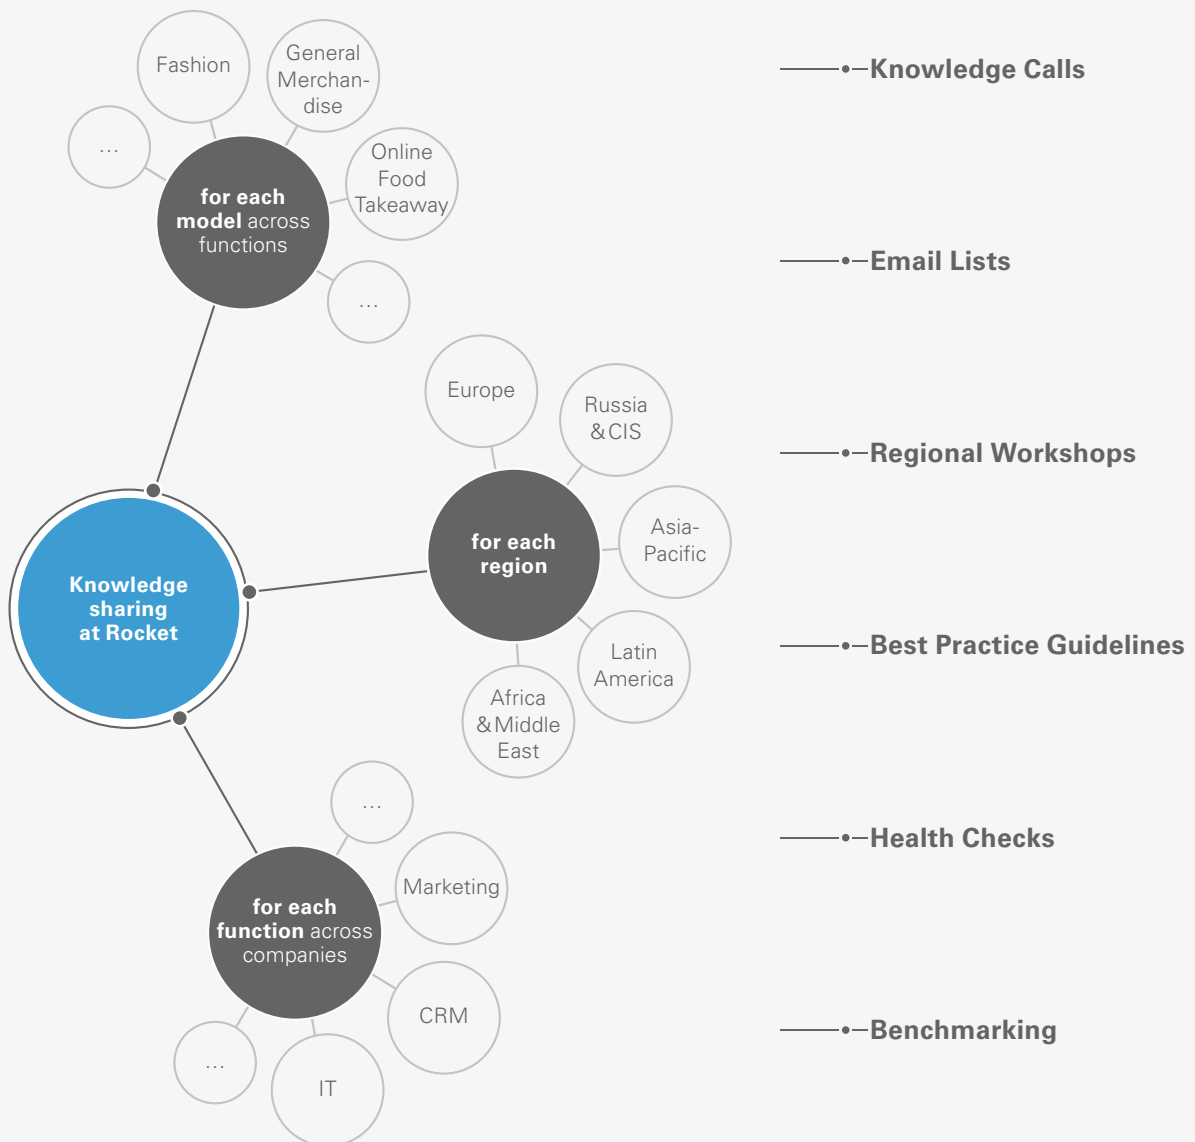 Fashion
General
Merchan-
dise
…
Online
Food
Takeaway
for each
model across
functions
…
Europe
Russia
& CIS
Asia-
Pacific
for each
region
Latin
America
Africa
& Middle
East
Knowledge
sharing
at Rocket
…
Marketing
for each
function across
companies
CRM
…
IT
Knowledge Calls
Email Lists
Regional Workshops
Best Practice Guidelines
Health Checks
Benchmarking